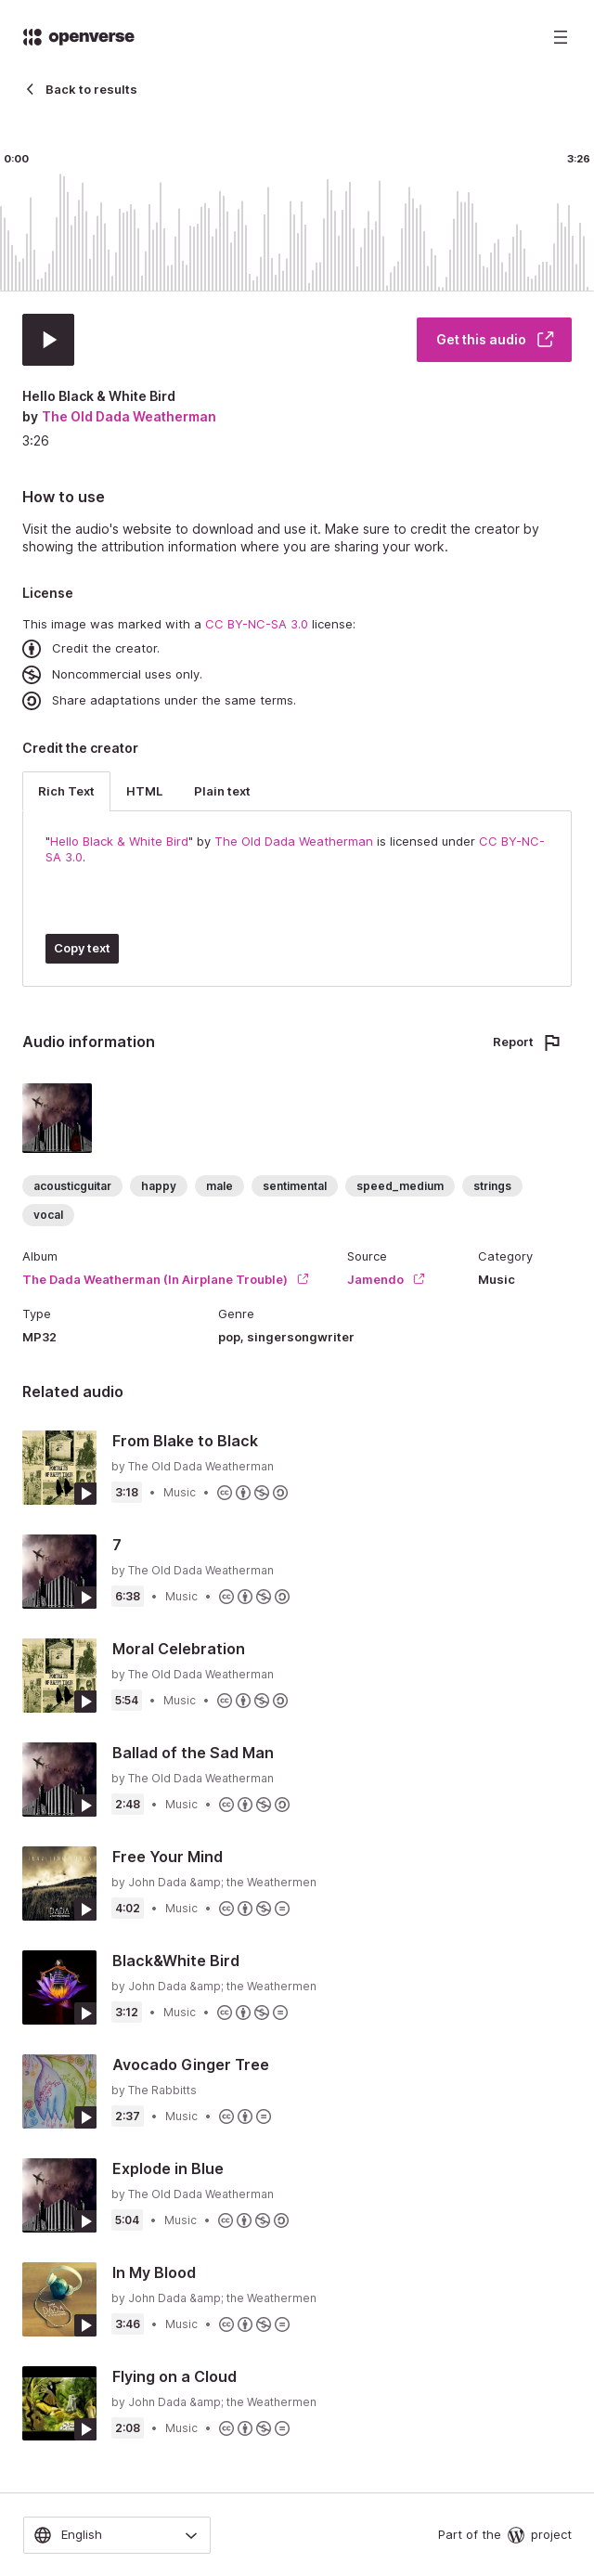 openverse
Back to results
0:00
3:26
Get this audio
Hello Black & White Bird
by The Old Dada Weatherman
3:26
How to use
Visit the audio's website to download and use it. Make sure to credit the creator by
showing the attribution information where you are sharing your work.
License
This image was marked with a CC BY-NC-SA 3.0 license:
Credit the creator.
Noncommercial uses only.
Share adaptations under the same terms.
Credit the creator
Rich Text HTML Plain text
"Hello Black & White Bird" by The Old Dada Weatherman is licensed under CC BY-NC-
SA 3.0.
Copy text
Audio information
Report
acousticguitar happy male sentimental speed_medium strings
vocal
Album Source Category
The Dada Weatherman (In Airplane Trouble) Jamendo Music
Type Genre
MP32 pop, singersongwriter
Related audio
From Blake to Black
by The Old Dada Weatherman
3:18 • Music •
7
by The Old Dada Weatherman
6:38 • Music •
Moral Celebration
by The Old Dada Weatherman
5:54 • Music •
Ballad of the Sad Man
by The Old Dada Weatherman
2:48 • Music •
Free Your Mind
by John Dada &amp; the Weathermen
4:02 • Music •
Black&White Bird
by John Dada &amp; the Weathermen
3:12 • Music •
Avocado Ginger Tree
by The Rabbitts
2:37 • Music •
Explode in Blue
by The Old Dada Weatherman
5:04 • Music •
In My Blood
by John Dada &amp; the Weathermen
3:46 • Music •
Flying on a Cloud
by John Dada &amp; the Weathermen
2:08 • Music •
English
Part of the project